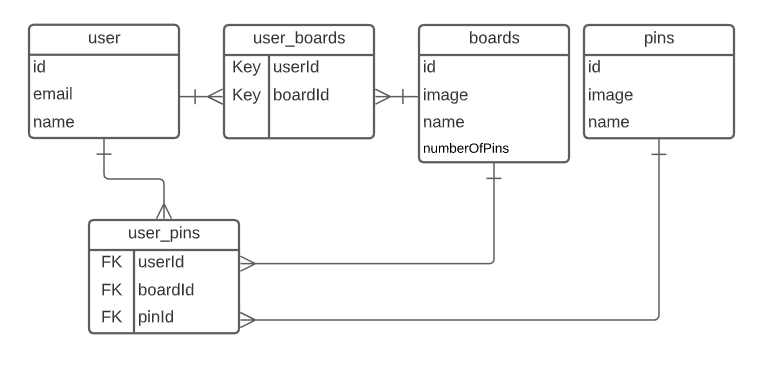 user
id
email
name
user_boards
Key userId
Key boardId
boards
id
image
name
numberOfPins
pins
id
image
name
user_pins
FK userId
FK boardId
FK pinId